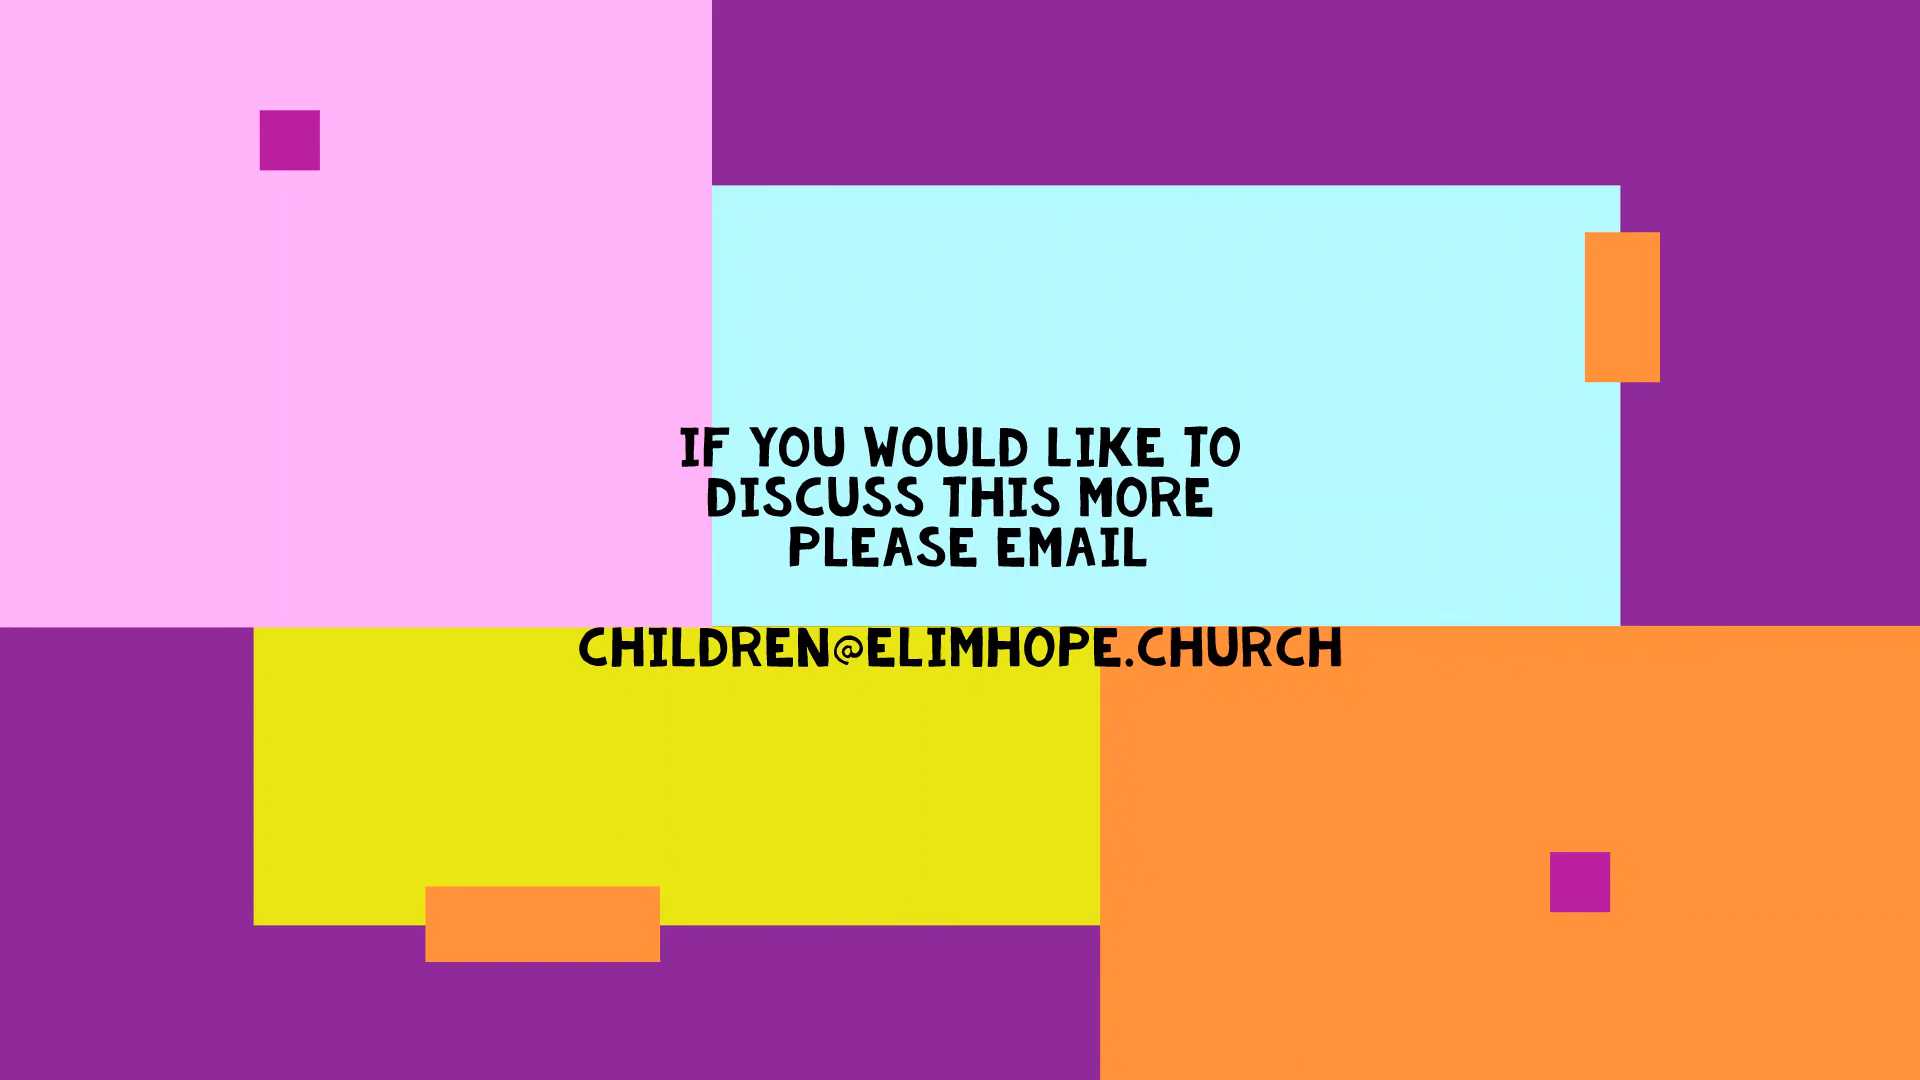 IF YOU WOULD LIKE TO
DISCUSS THIS MORE
PLEASE EMAIL
CHILDREN@ELIMHOPE.CHURCH